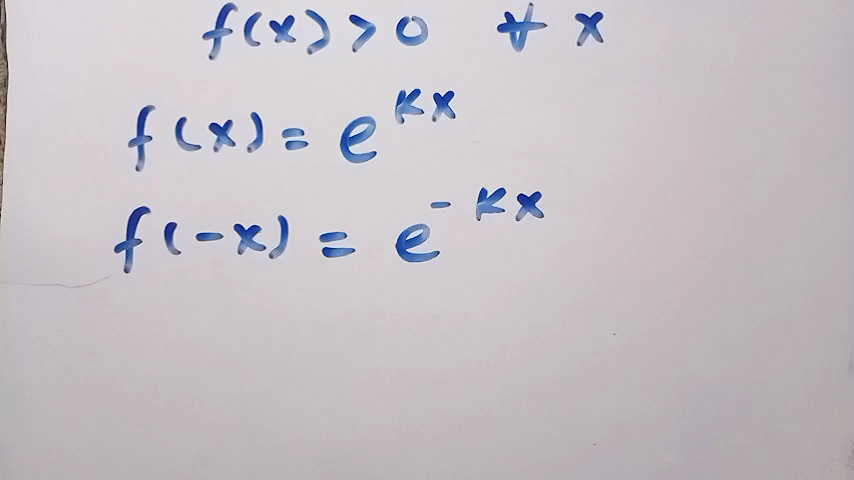 f(x) > 0 ∀ x
f(x) = e^{kx}
f(-x) = e^{-kx}